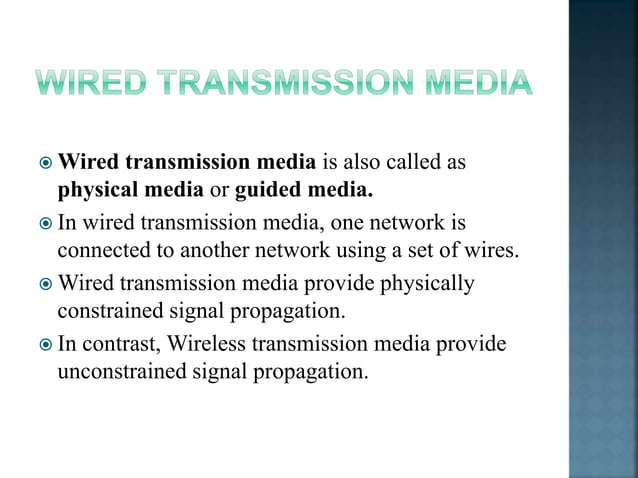 WIRED TRANSMISSION MEDIA
Wired transmission media is also called as
physical media or guided media.
In wired transmission media, one network is
connected to another network using a set of wires.
Wired transmission media provide physically
constrained signal propagation.
In contrast, Wireless transmission media provide
unconstrained signal propagation.